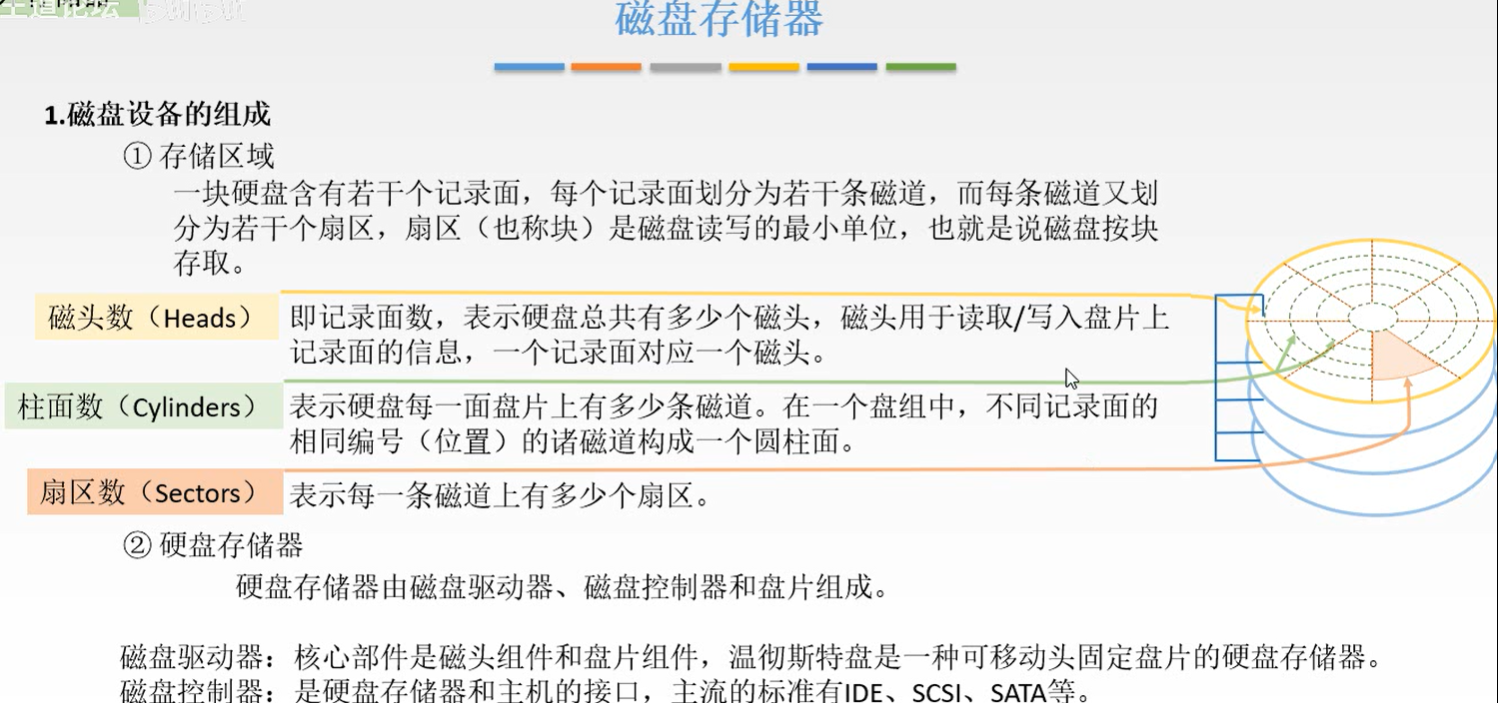 磁盘存储器
1.磁盘设备的组成
① 存储区域
一块硬盘含有若干个记录面，每个记录面划分为若干条磁道，而每条磁道又划
分为若干个扇区，扇区（也称块）是磁盘读写的最小单位，也就是说磁盘按块
存取。
磁头数（Heads）
即记录面数，表示硬盘总共有多少个磁头，磁头用于读取/写入盘片上
记录面的信息，一个记录面对应一个磁头。
柱面数（Cylinders）
表示硬盘每一面盘片上有多少条磁道。在一个盘组中，不同记录面的
相同编号（位置）的诸磁道构成一个圆柱面。
扇区数（Sectors）
表示每一条磁道上有多少个扇区。
② 硬盘存储器
硬盘存储器由磁盘驱动器、磁盘控制器和盘片组成。
磁盘驱动器：核心部件是磁头组件和盘片组件，温彻斯特盘是一种可移动头固定盘片的硬盘存储器。
磁盘控制器：是硬盘存储器和主机的接口，主流的标准有IDE、SCSI、SATA等。